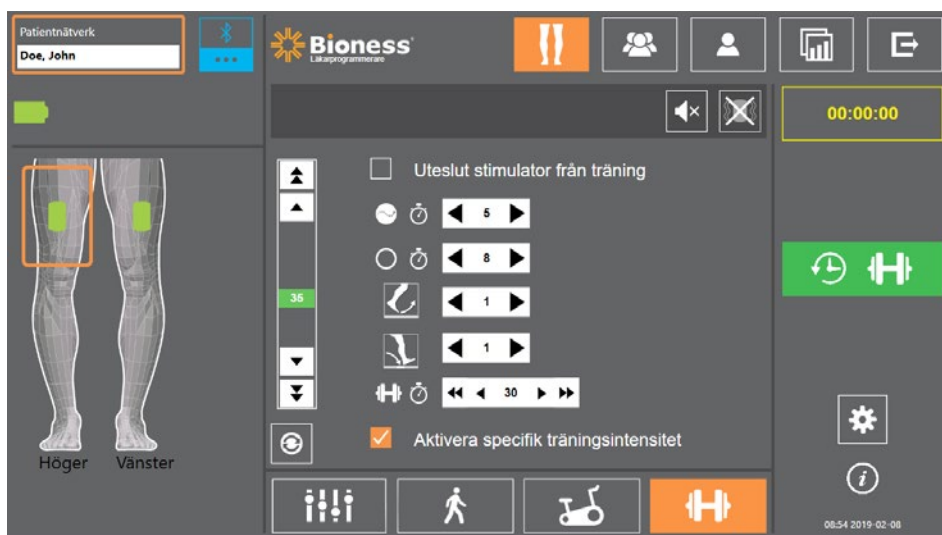 Patientnätverk
Doe, John
Bioness
Läkarprogrammerare
00:00:00
Uteslut stimulator från träning
5
8
35
1
1
30
Aktivera specifik träningsintensitet
Höger Vänster
08:54 2019-02-08